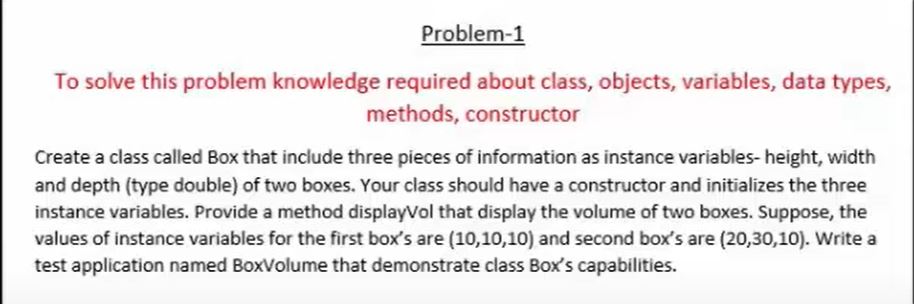 Problem-1
To solve this problem knowledge required about class, objects, variables, data types,
methods, constructor
Create a class called Box that include three pieces of information as instance variables- height, width
and depth (type double) of two boxes. Your class should have a constructor and initializes the three
instance variables. Provide a method displayVol that display the volume of two boxes. Suppose, the
values of instance variables for the first box's are (10,10,10) and second box's are (20,30,10). Write a
test application named BoxVolume that demonstrate class Box's capabilities.